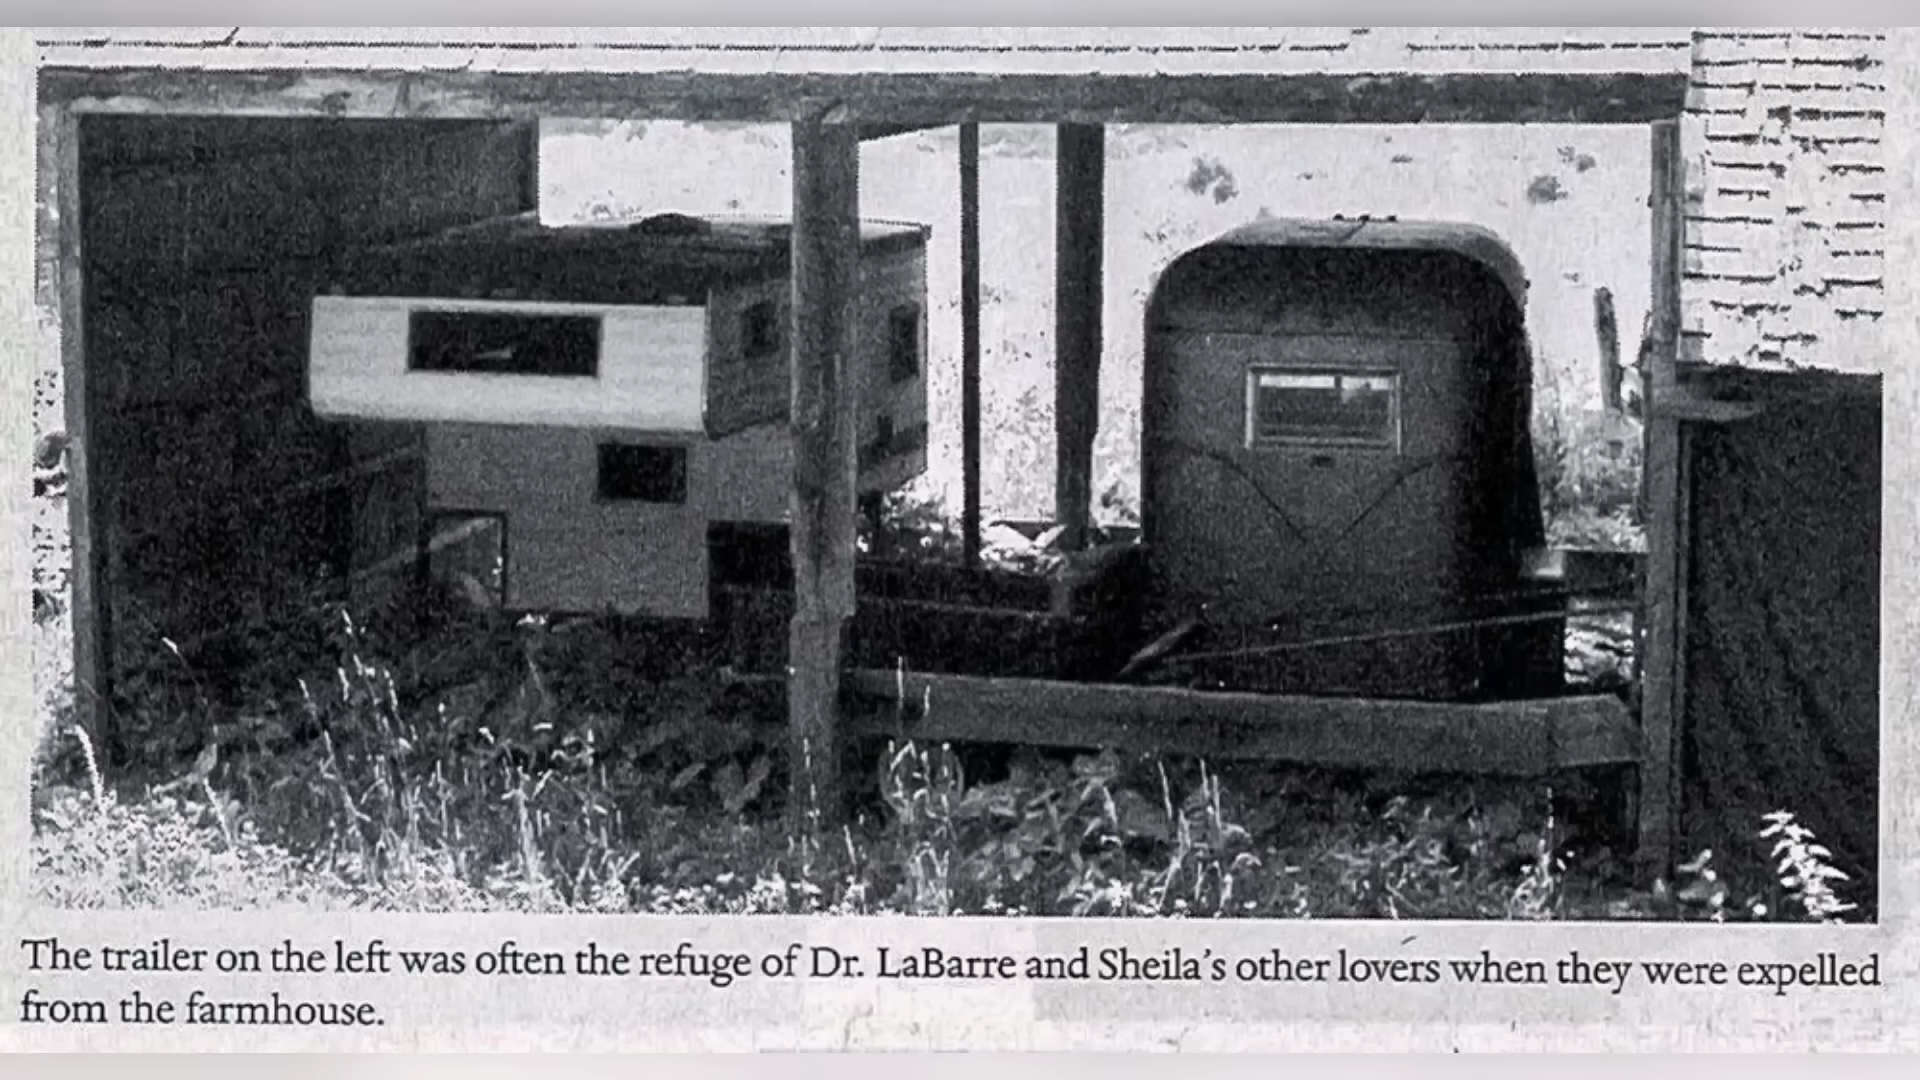 The trailer on the left was often the refuge of Dr. LaBarre and Sheila's other lovers when they were expelled
from the farmhouse.